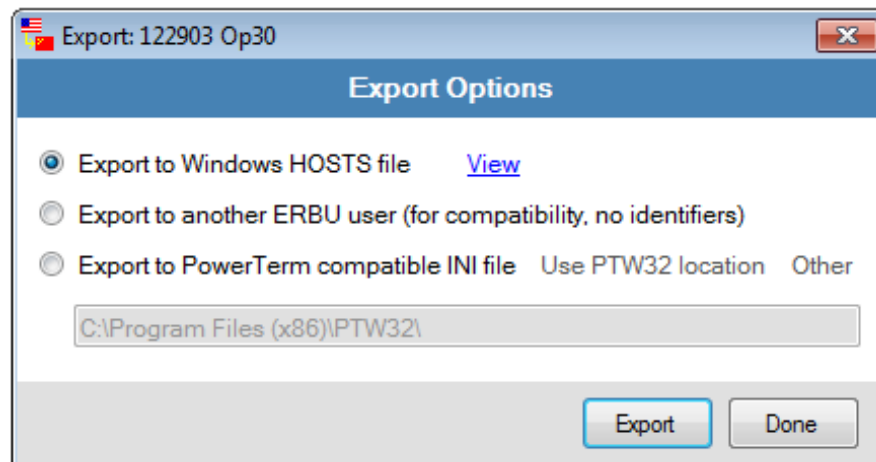 Export: 122903 Op30
Export Options
Export to Windows HOSTS file View
Export to another ERBU user (for compatibility, no identifiers)
Export to PowerTerm compatible INI file Use PTW32 location Other
C:\Program Files (x86)\PTW32\
Export Done